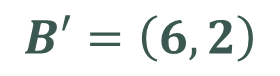 B′ = (6, 2)